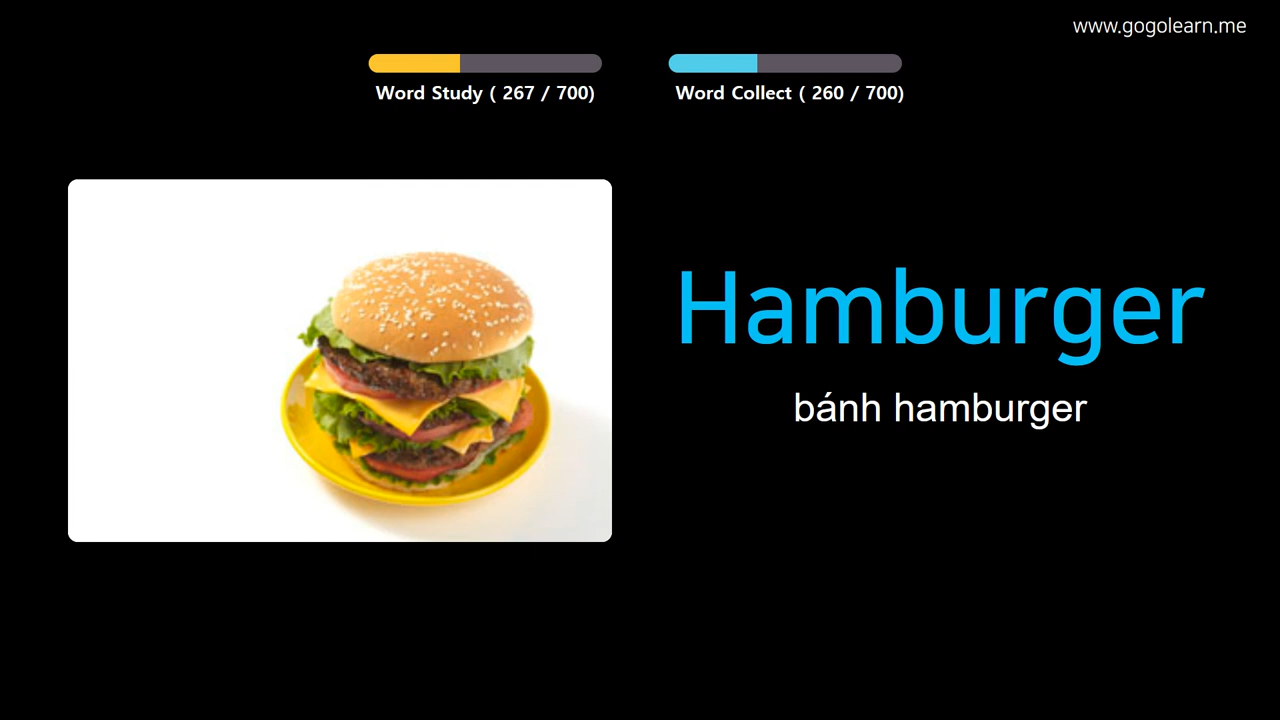 www.gogolearn.me
Word Study ( 267 / 700)
Word Collect ( 260 / 700)
Hamburger
bánh hamburger